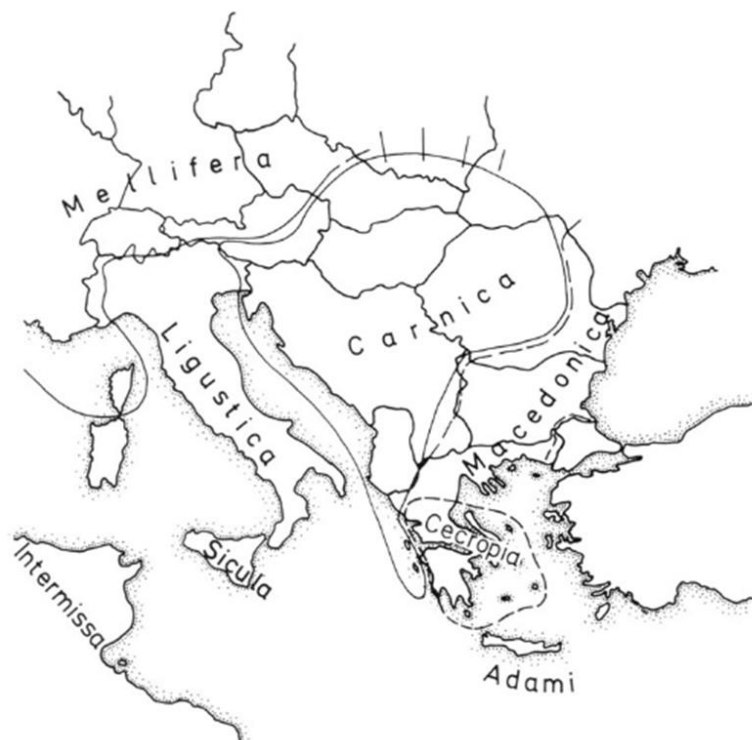 Mellifera
Carnica
Ligustica
Macedonica
Cecropia
Sicula
Intermissa
Adami